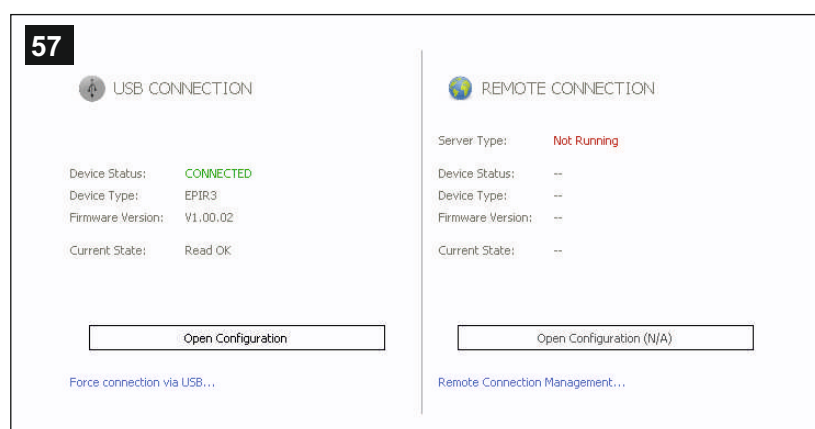 57
USB CONNECTION
Device Status: CONNECTED
Device Type: EPIR3
Firmware Version: V1.00.02
Current State: Read OK
Open Configuration
Force connection via USB...
REMOTE CONNECTION
Server Type: Not Running
Device Status: --
Device Type: --
Firmware Version: --
Current State: --
Open Configuration (N/A)
Remote Connection Management...